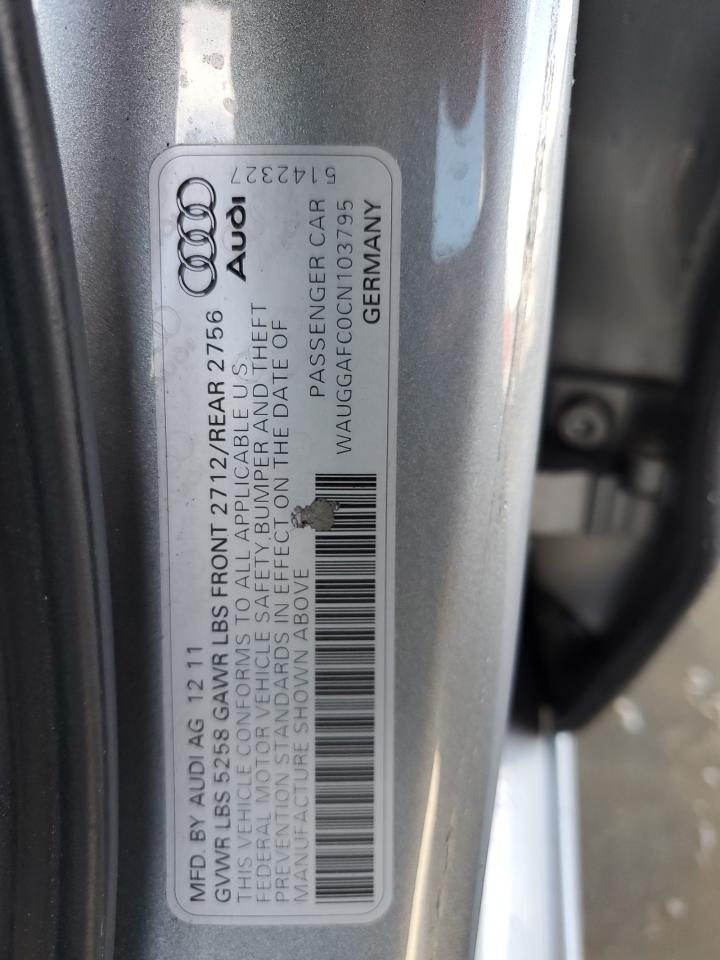 MFD. BY AUDI AG 12 11
GVWR LBS 5258 GAWR LBS FRONT 2712/REAR 2756
THIS VEHICLE CONFORMS TO ALL APPLICABLE U.S.
FEDERAL MOTOR VEHICLE SAFETY, BUMPER AND THEFT
PREVENTION STANDARDS IN EFFECT ON THE DATE OF
MANUFACTURE SHOWN ABOVE
Audi
PASSENGER CAR
WAUGGAFC0CN103795
GERMANY
5142327